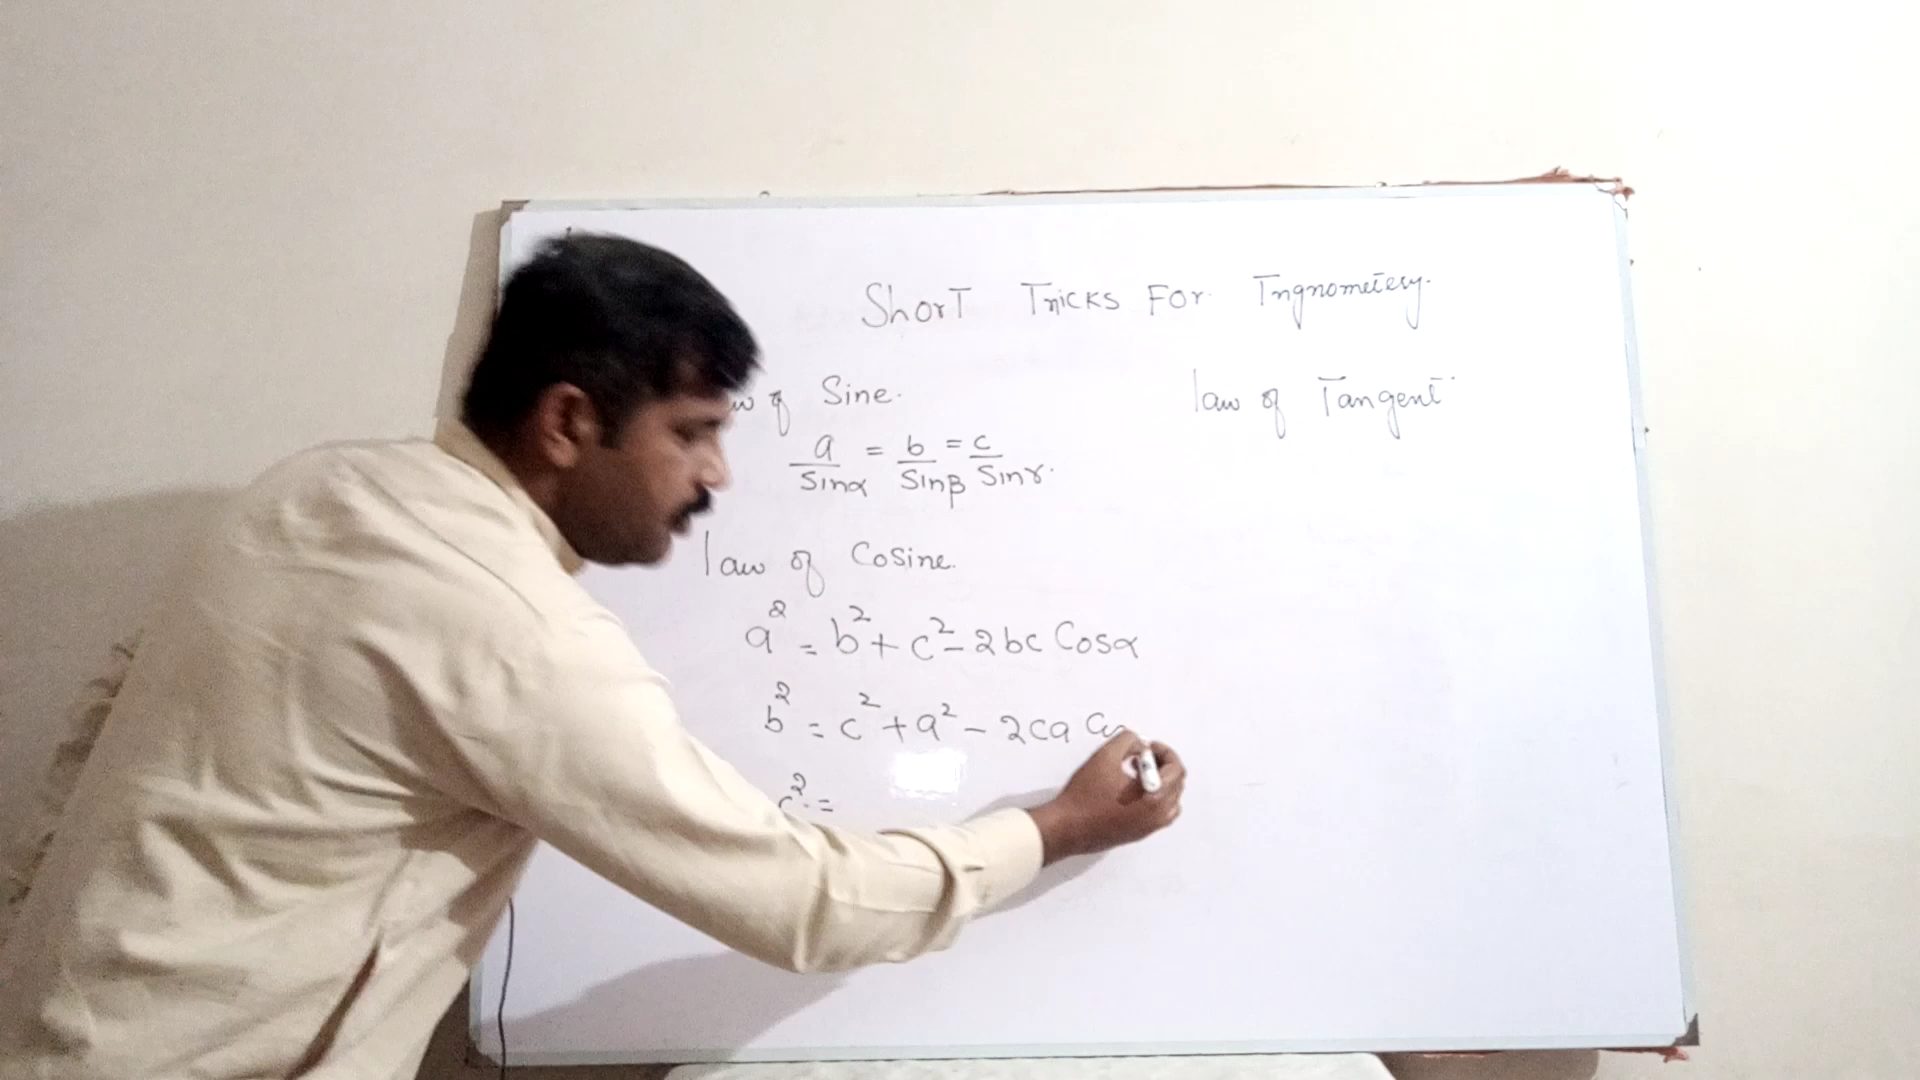 Short Tricks For Trignometery.
of Sine.
a/Sinα = b/Sinβ = c/Sinγ.
law of Cosine.
a² = b² + c² - 2bc Cosα
b² = c² + a² - 2ca
c² =
law of Tangent